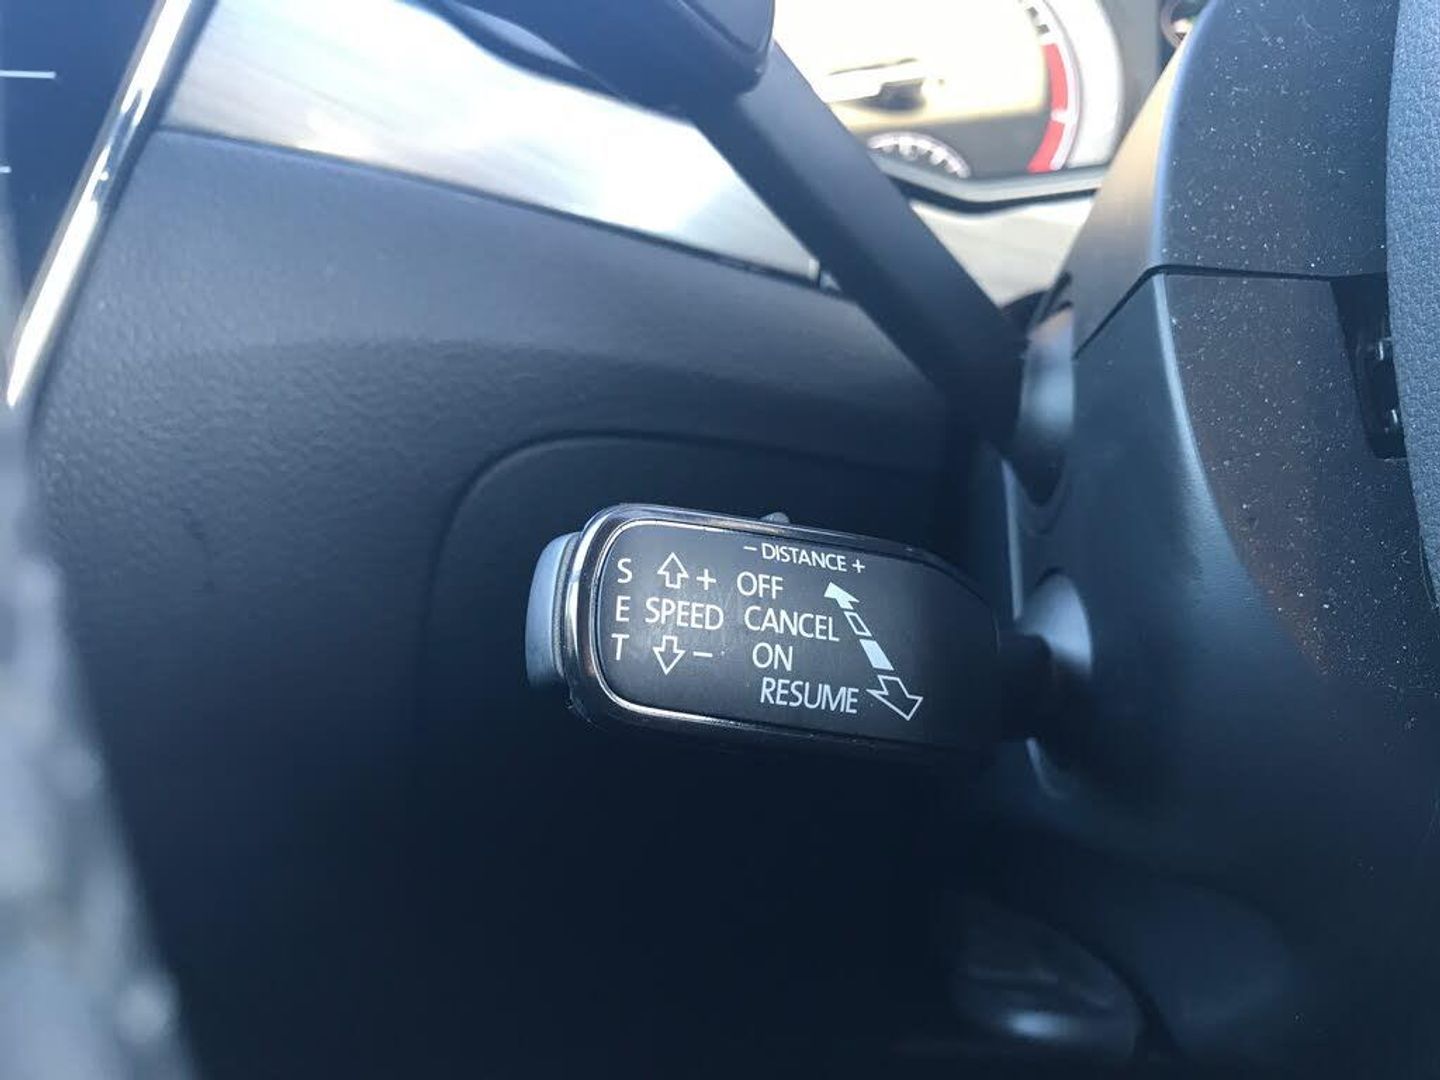 − DISTANCE +
S + OFF
E SPEED CANCEL
T − ON
RESUME